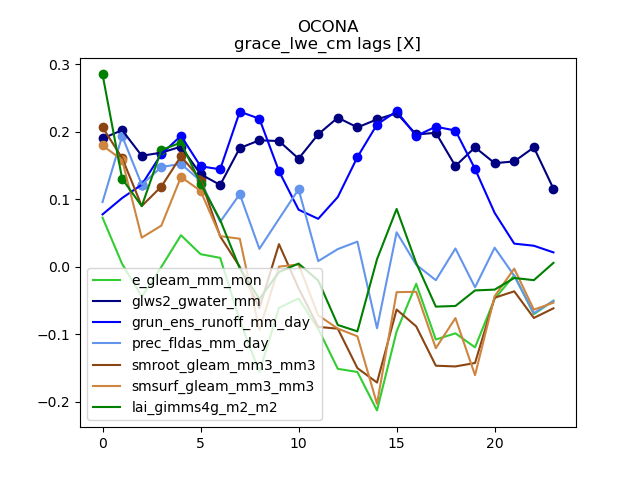 OCONA
grace_lwe_cm lags [X]
0.3
0.2
0.1
0.0
−0.1
−0.2
e_gleam_mm_mon
glws2_gwater_mm
grun_ens_runoff_mm_day
prec_fldas_mm_day
smroot_gleam_mm3_mm3
smsurf_gleam_mm3_mm3
lai_gimms4g_m2_m2
0 5 10 15 20